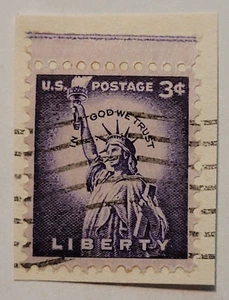 U.S. POSTAGE 3¢
IN GOD WE TRUST
LIBERTY